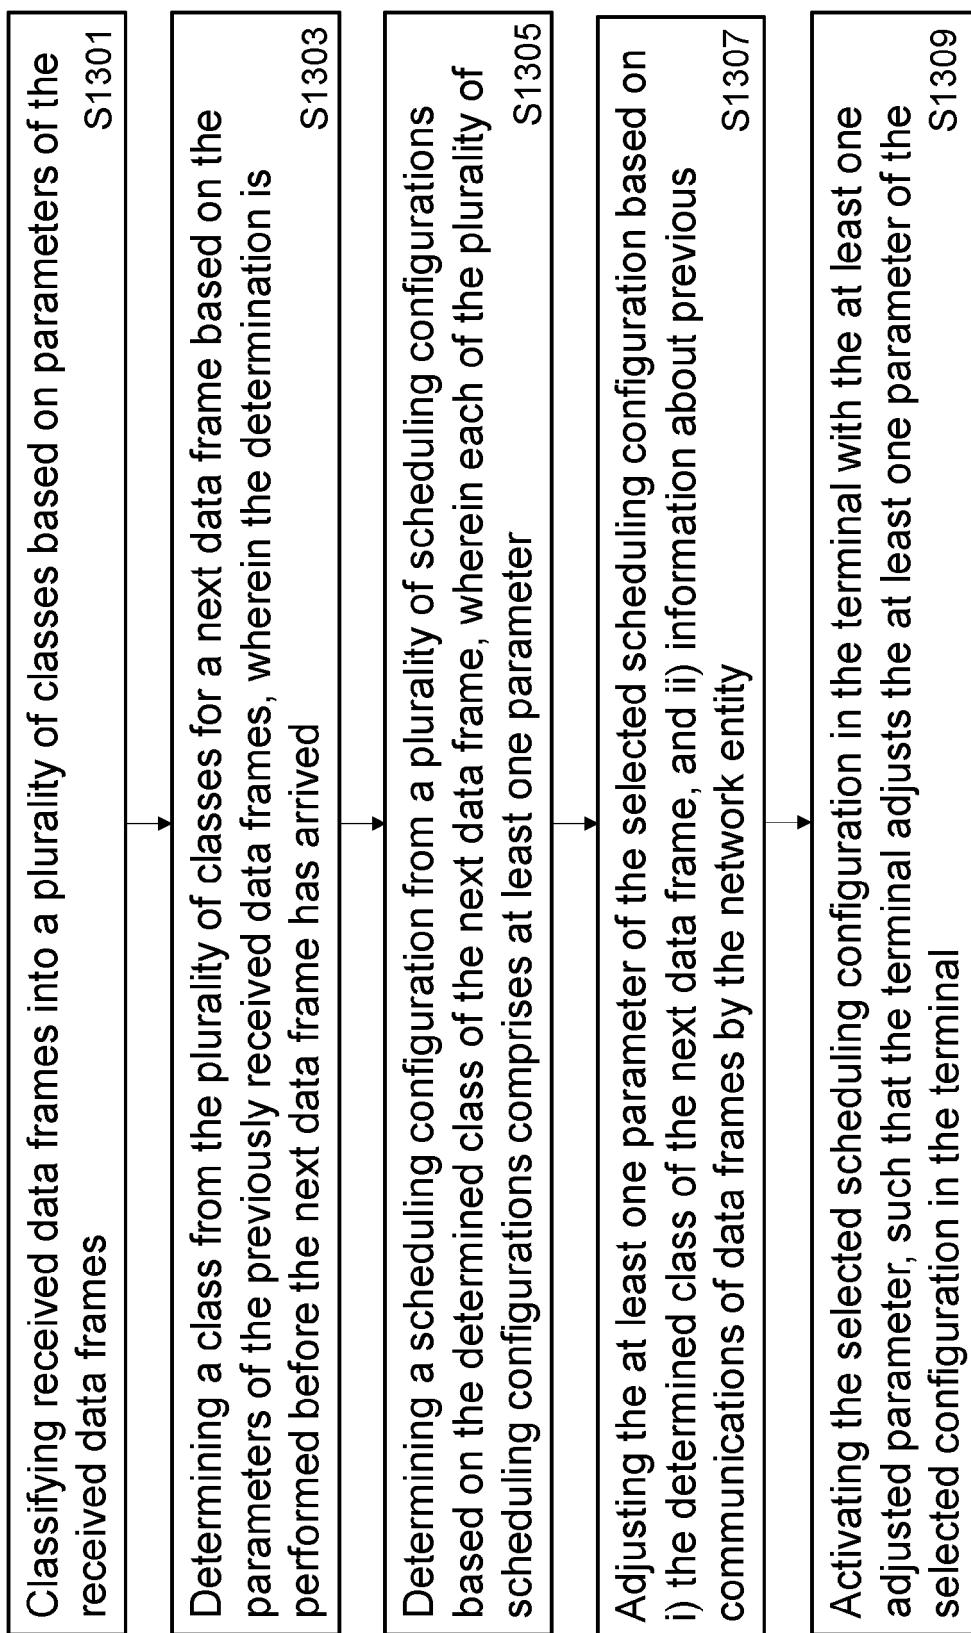 Classifying received data frames into a plurality of classes based on parameters of the
received data frames
S1301
Determining a class from the plurality of classes for a next data frame based on the
parameters of the previously received data frames, wherein the determination is
performed before the next data frame has arrived
S1303
Determining a scheduling configuration from a plurality of scheduling configurations
based on the determined class of the next data frame, wherein each of the plurality of
scheduling configurations comprises at least one parameter
S1305
Adjusting the at least one parameter of the selected scheduling configuration based on
i) the determined class of the next data frame, and ii) information about previous
communications of data frames by the network entity
S1307
Activating the selected scheduling configuration in the terminal with the at least one
adjusted parameter, such that the terminal adjusts the at least one parameter of the
selected configuration in the terminal
S1309